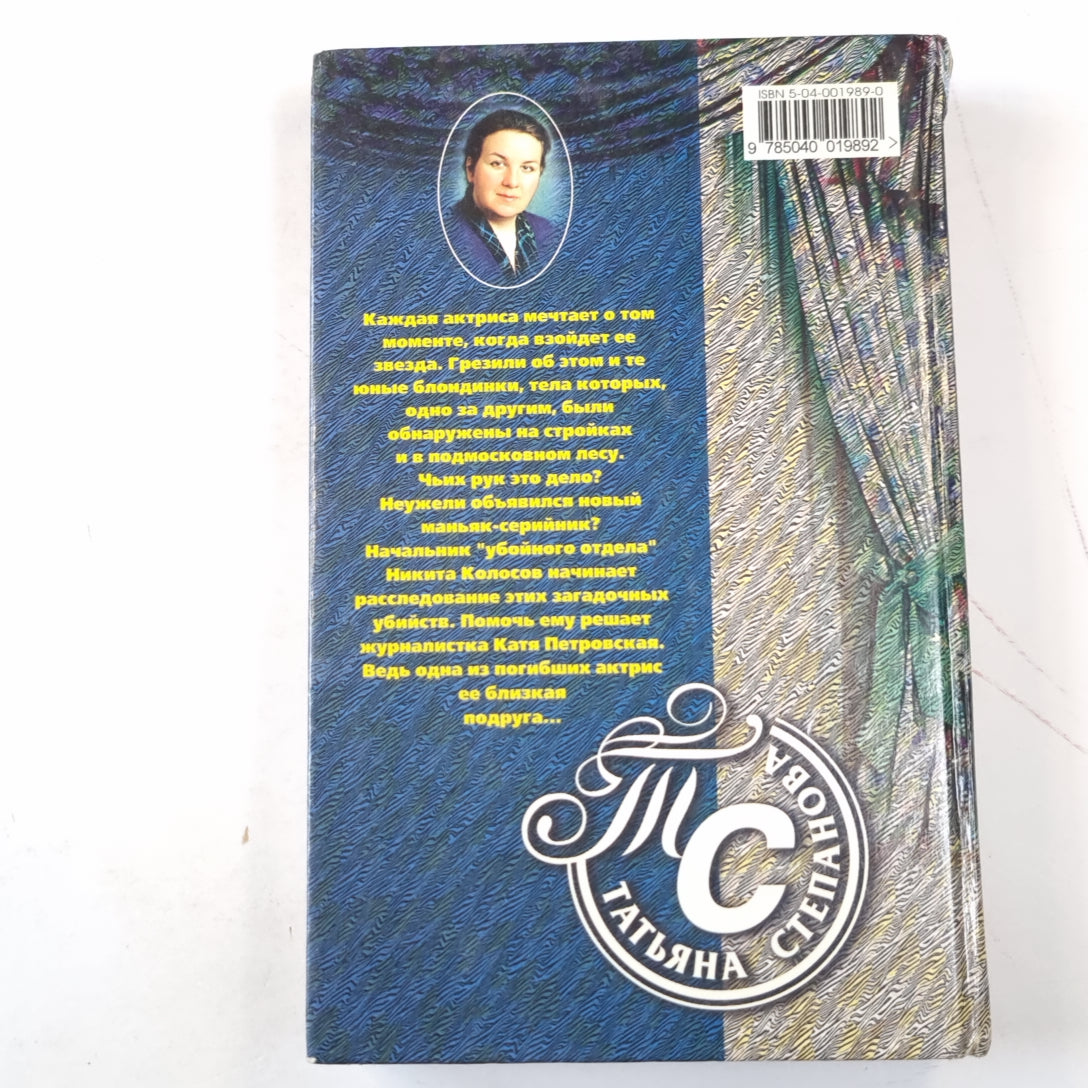 ISBN 5-04-001989-0
9 785040 019892 >
Каждая актриса мечтает о том
моменте, когда взойдет ее
звезда. Грезили об этом и те
юные блондинки, тела которых,
одно за другим, были
обнаружены на стройках
и в подмосковном лесу.
Чьих рук это дело?
Неужели объявился новый
маньяк-серийник?
Начальник "убойного отдела"
Никита Колосов начинает
расследование этих загадочных
убийств. Помочь ему решает
журналистка Катя Петровская.
Ведь одна из погибших актрис
ее близкая
подруга...
ТС
ТАТЬЯНА СТЕПАНОВА